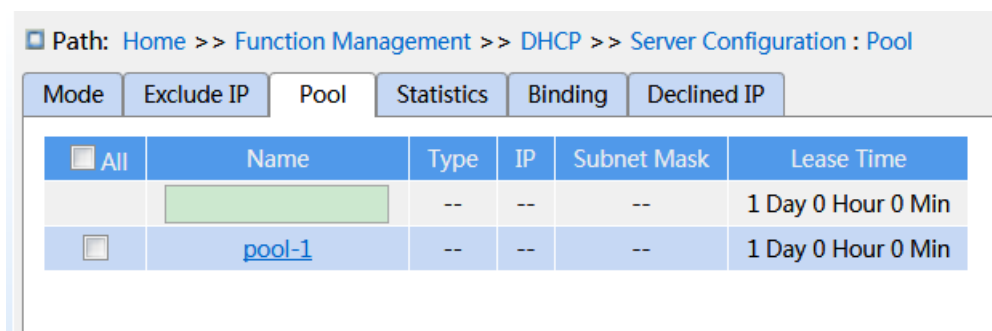 Path: Home >> Function Management >> DHCP >> Server Configuration : Pool
Mode Exclude IP Pool Statistics Binding Declined IP
All Name Type IP Subnet Mask Lease Time
-- -- -- 1 Day 0 Hour 0 Min
pool-1 -- -- -- 1 Day 0 Hour 0 Min